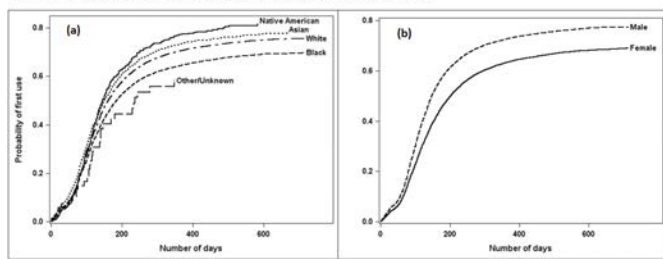 (a)
Native American
Asian
White
Black
Other/Unknown
Probability of first use
0.8
0.6
0.4
0.2
0.0
0 200 400 600
Number of days
(b)
Male
Female
0.8
0.6
0.4
0.2
0.0
0 200 400 600
Number of days